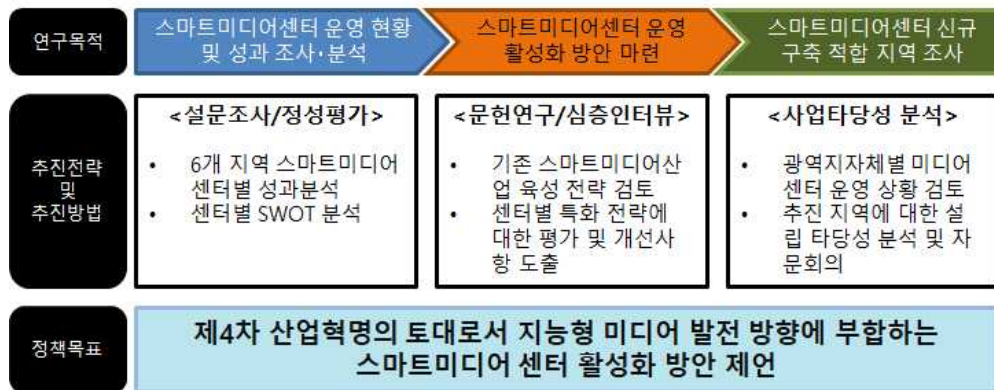 연구목적
스마트미디어센터 운영 현황
및 성과 조사·분석
스마트미디어센터 운영
활성화 방안 마련
스마트미디어센터 신규
구축 적합 지역 조사
추진전략
및
추진방법
<설문조사/정성평가>
• 6개 지역 스마트미디어
센터별 성과분석
• 센터별 SWOT 분석
<문헌연구/심층인터뷰>
• 기존 스마트미디어산
업 육성 전략 검토
• 센터별 특화 전략에
대한 평가 및 개선사
항 도출
<사업타당성 분석>
• 광역지자체별 미디어
센터 운영 상황 검토
• 추진 지역에 대한 설
립 타당성 분석 및 자
문회의
정책목표
제4차 산업혁명의 토대로서 지능형 미디어 발전 방향에 부합하는
스마트미디어 센터 활성화 방안 제언